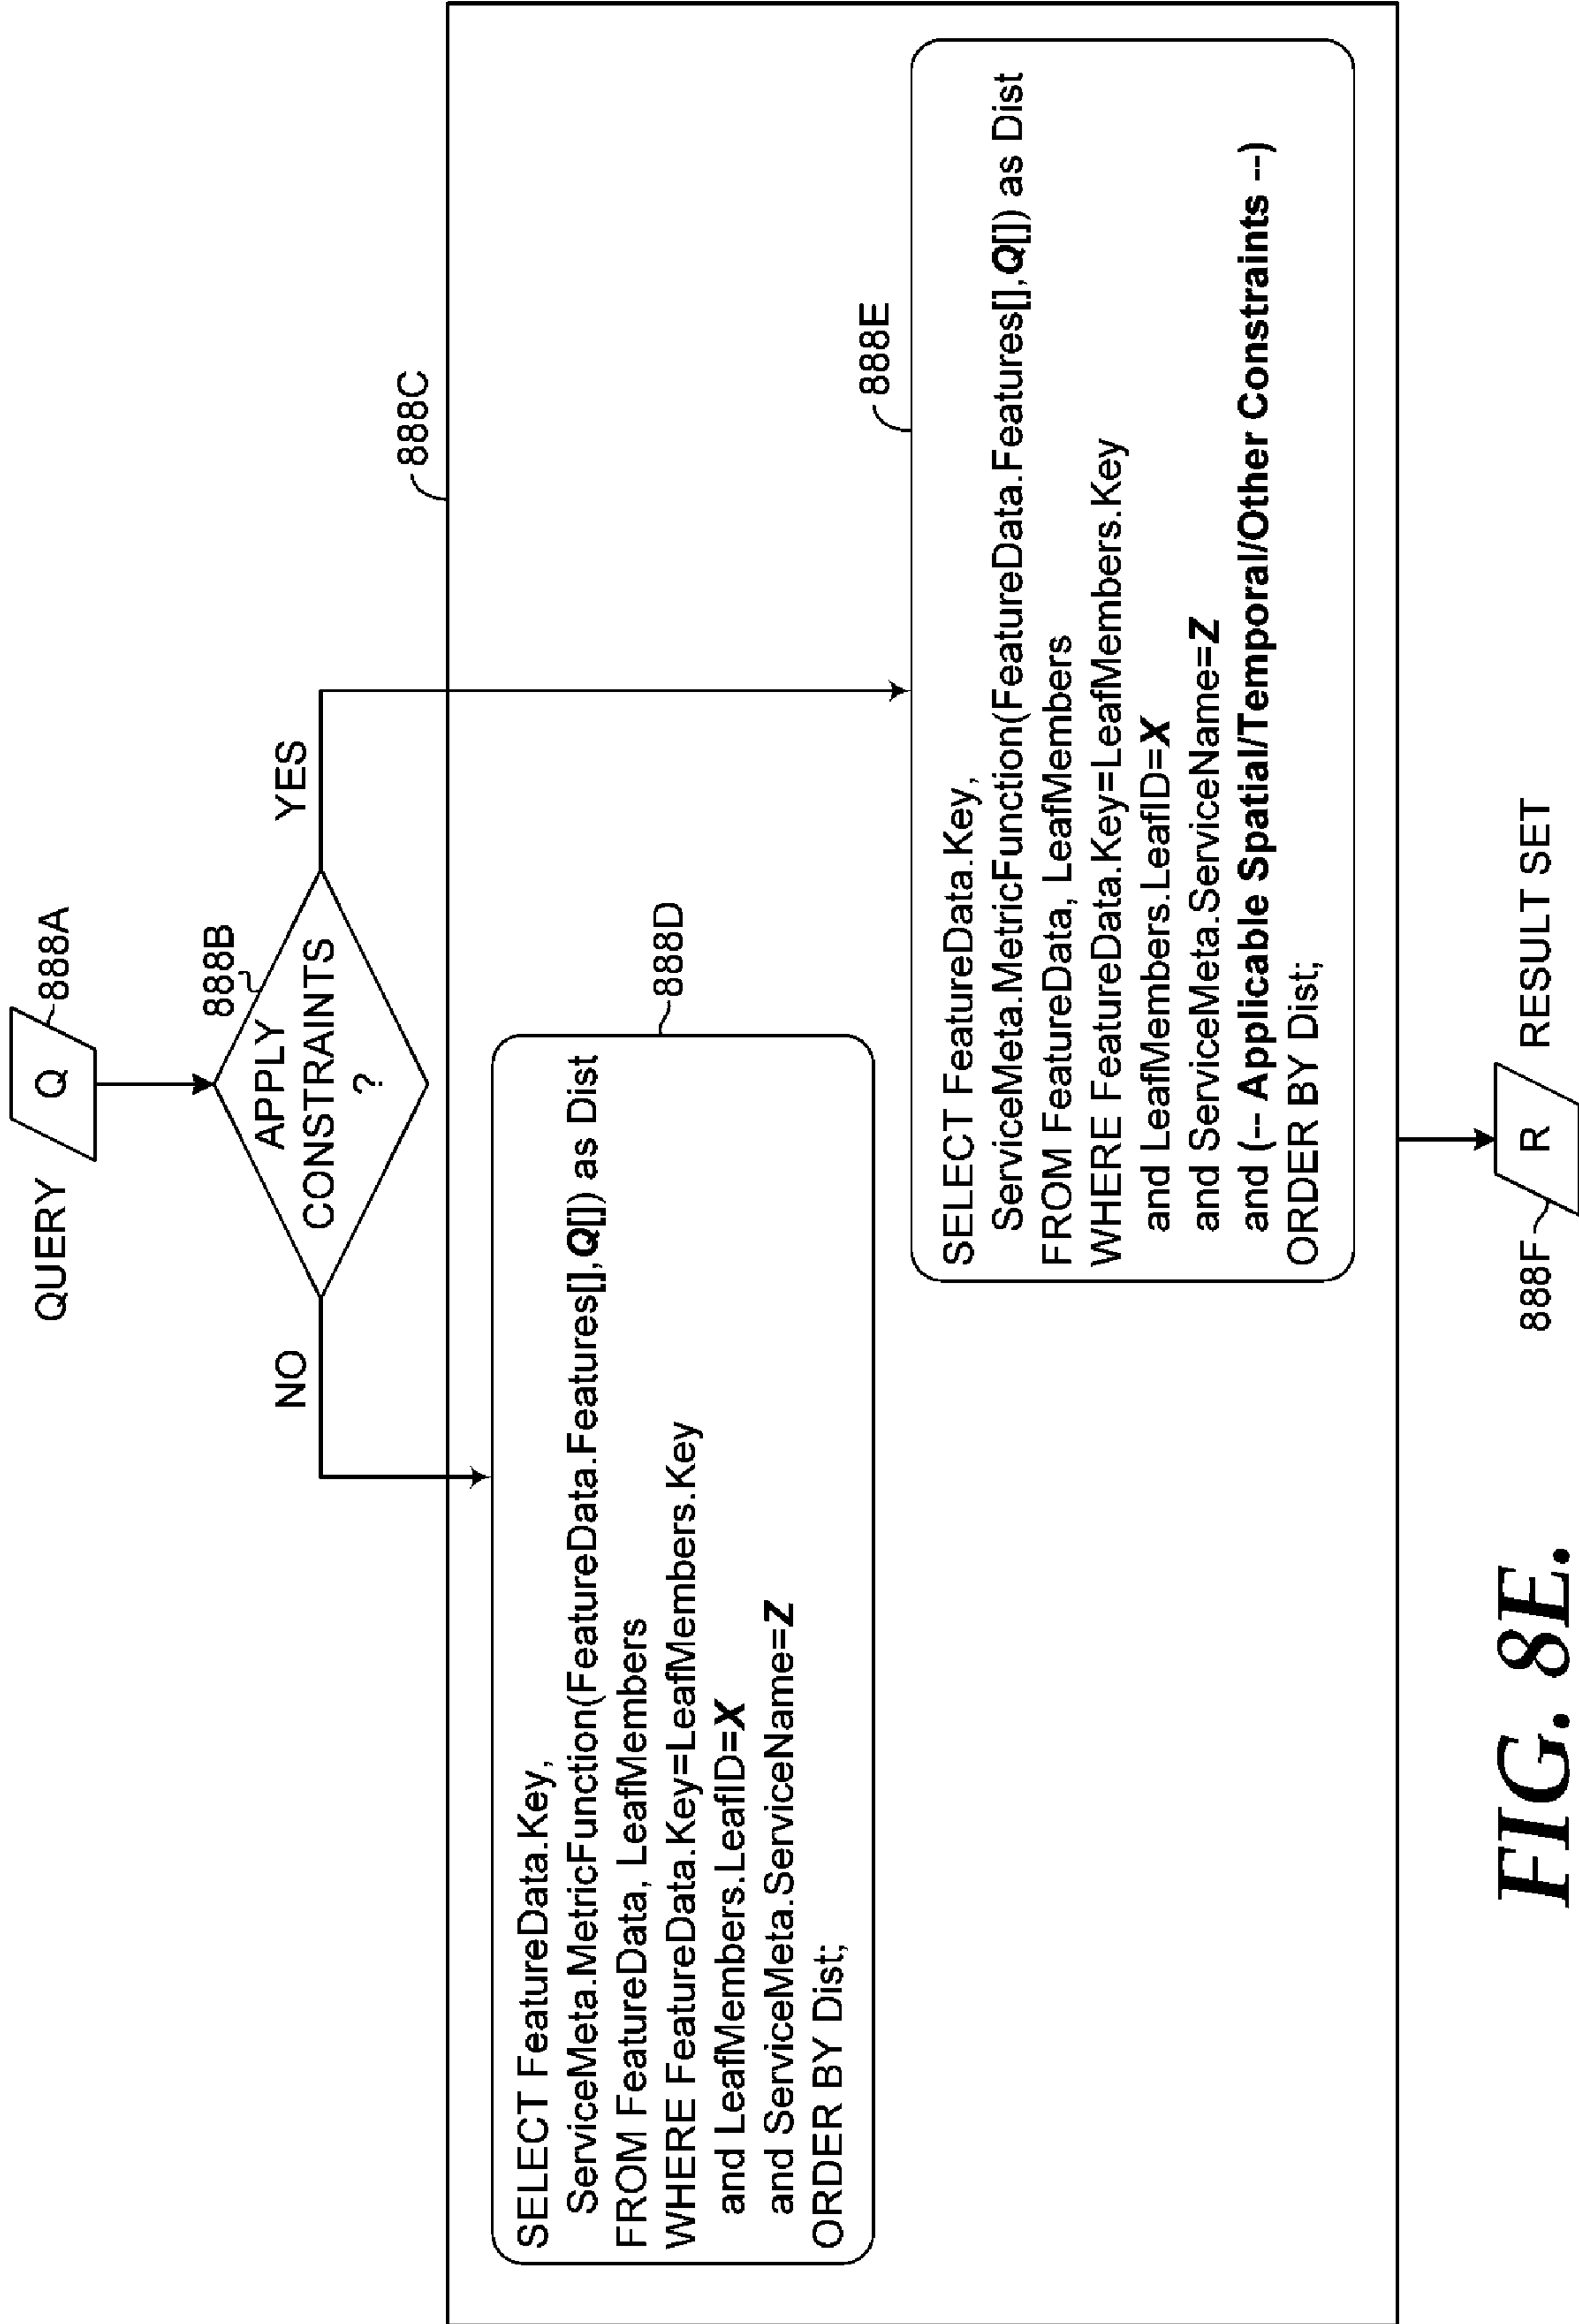 QUERY
Q
888A
888B
APPLY
CONSTRAINTS
?
NO
YES
888C
SELECT FeatureData.Key,
ServiceMeta.MetricFunction(FeatureData.Features[],Q[]) as Dist
FROM FeatureData, LeafMembers
WHERE FeatureData.Key=LeafMembers.Key
and LeafMembers.LeafID=X
and ServiceMeta.ServiceName=Z
ORDER BY Dist;
888D
888E
SELECT FeatureData.Key,
ServiceMeta.MetricFunction(FeatureData.Features[],Q[]) as Dist
FROM FeatureData, LeafMembers
WHERE FeatureData.Key=LeafMembers.Key
and LeafMembers.LeafID=X
and ServiceMeta.ServiceName=Z
and (-- Applicable Spatial/Temporal/Other Constraints --)
ORDER BY Dist;
888F
R
RESULT SET
FIG. 8E.